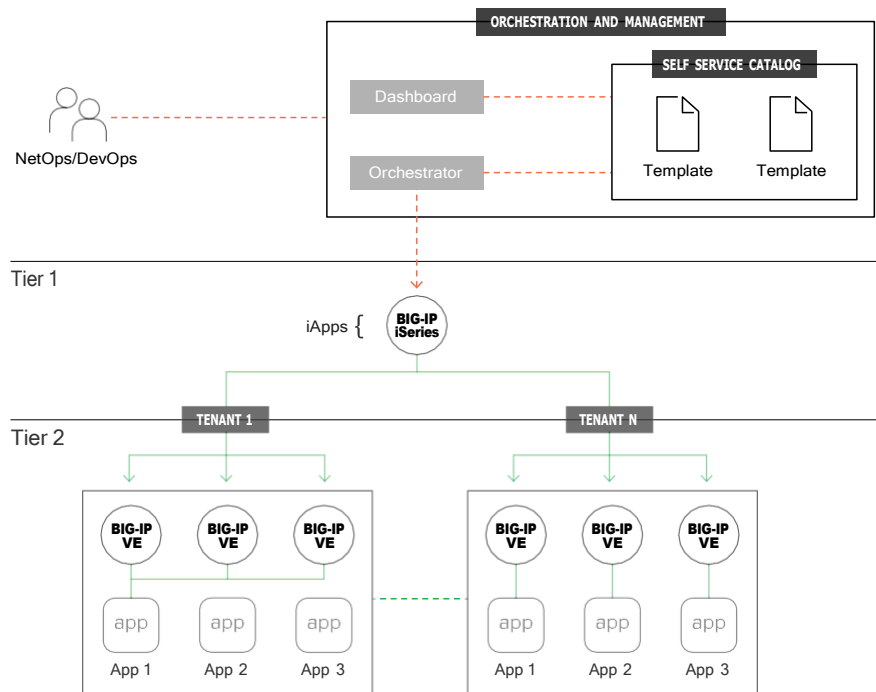 ORCHESTRATION AND MANAGEMENT
SELF SERVICE CATALOG
Dashboard
NetOps/DevOps
Template Template
Orchestrator
Tier 1
iApps {
BIG-IP
iSeries
TENANT 1 TENANT N
Tier 2
BIG-IP BIG-IP BIG-IP BIG-IP BIG-IP BIG-IP
VE VE VE VE VE VE
app app app app app app
App 1 App 2 App 3 App 1 App 2 App 3